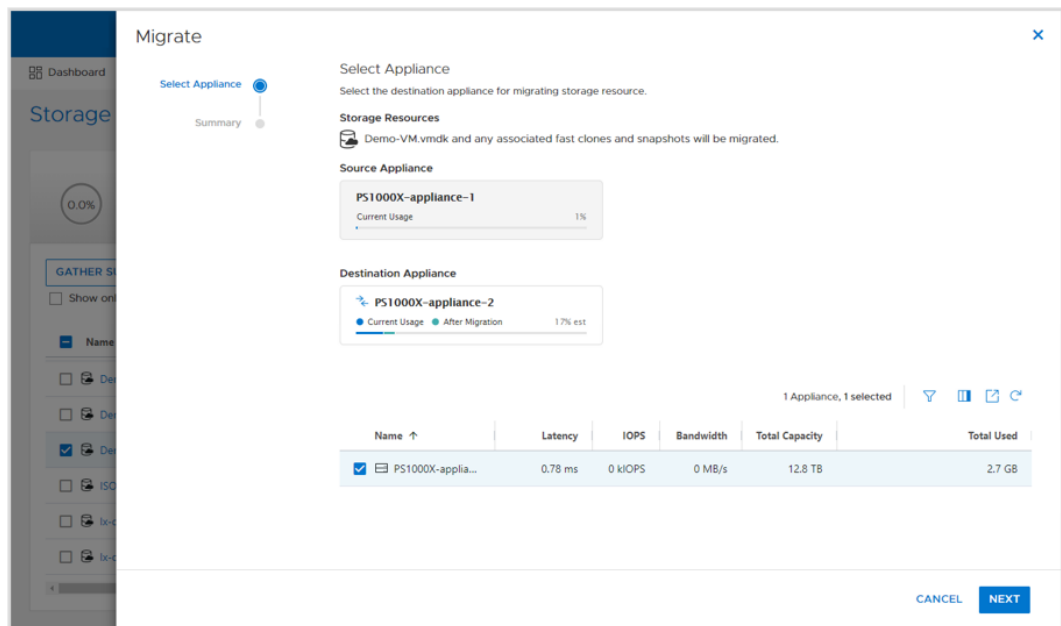 Migrate
Dashboard
Storage
0.0%
GATHER
Show
Name
ISO
Select Appliance
Summary
Select Appliance
Select the destination appliance for migrating storage resource.
Storage Resources
Demo-VM.vmdk and any associated fast clones and snapshots will be migrated.
Source Appliance
PS1000X-appliance-1
Current Usage 1%
Destination Appliance
PS1000X-appliance-2
Current Usage After Migration 17% est
1 Appliance, 1 selected
Name Latency IOPS Bandwidth Total Capacity Total Used
PS1000X-applia... 0.78 ms 0 kIOPS 0 MB/s 12.8 TB 2.7 GB
CANCEL NEXT